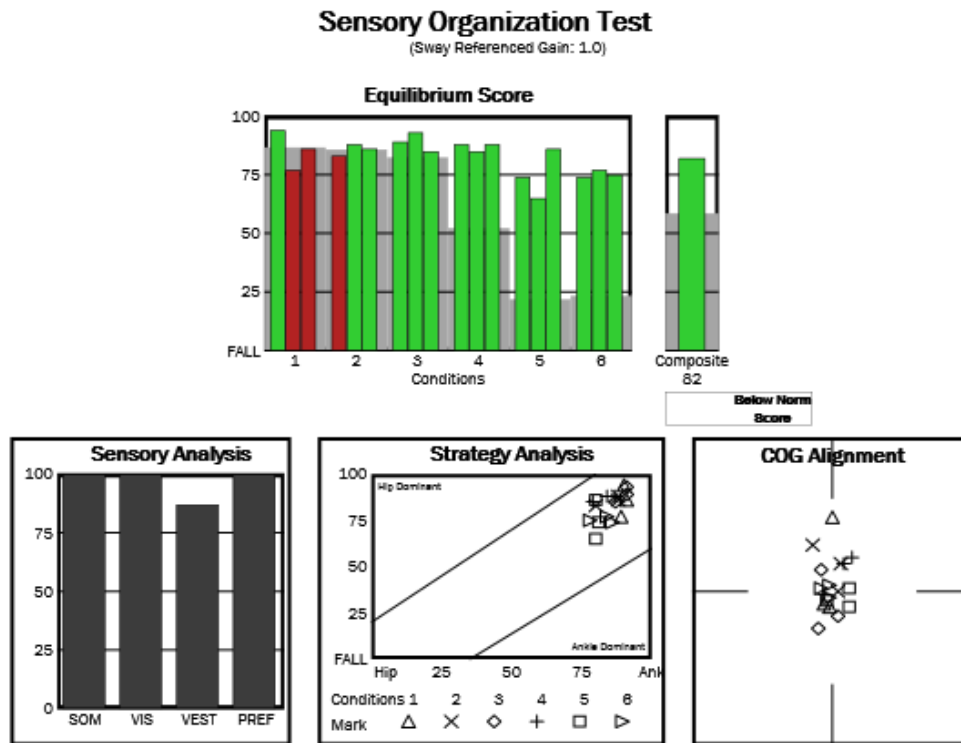 Sensory Organization Test
(Sway Referenced Gain: 1.0)
Equilibrium Score
100
75
50
25
FALL
1 2 3 4 5 6
Conditions
Composite
82
Below Norm
Score
Sensory Analysis
100
75
50
25
0
SOM VIS VEST PREF
Strategy Analysis
100
Hip Dominant
75
50
25
Ankle Dominant
FALL
Hip 25 50 75 Ank
Conditions 1 2 3 4 5 6
Mark
COG Alignment